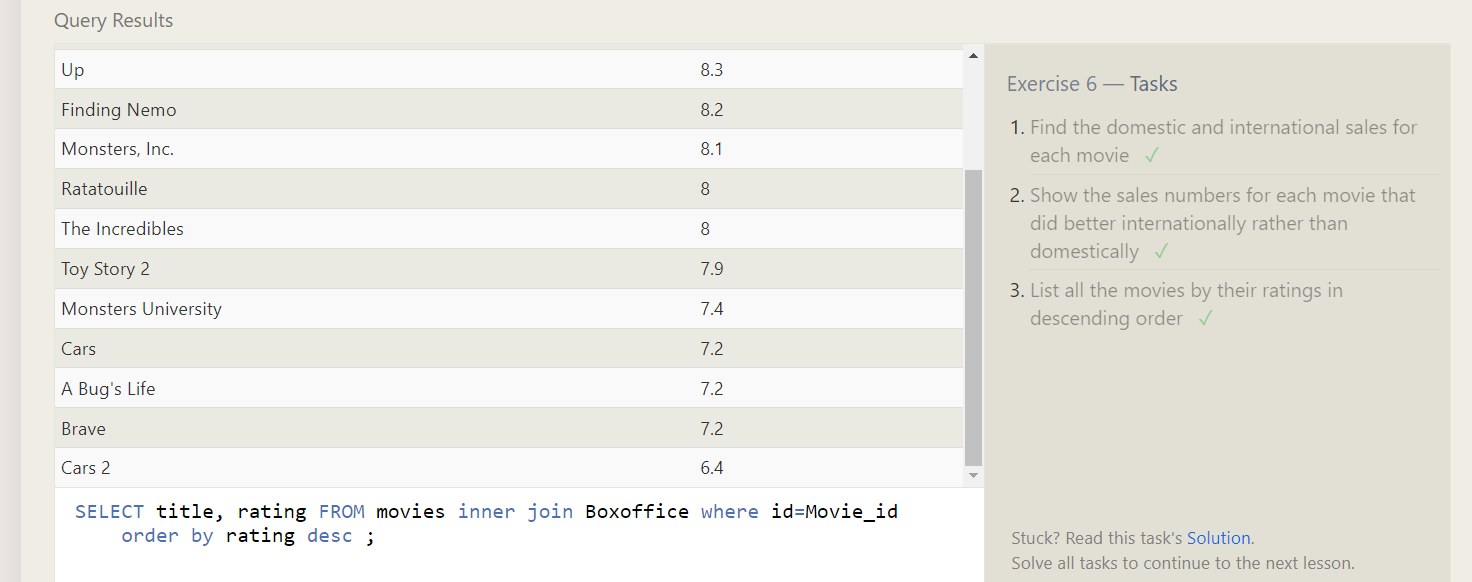 Query Results
Up 8.3
Finding Nemo 8.2
Monsters, Inc. 8.1
Ratatouille 8
The Incredibles 8
Toy Story 2 7.9
Monsters University 7.4
Cars 7.2
A Bug's Life 7.2
Brave 7.2
Cars 2 6.4
SELECT title, rating FROM movies inner join Boxoffice where id=Movie_id
order by rating desc ;
Exercise 6 — Tasks
1. Find the domestic and international sales for
each movie ✓
2. Show the sales numbers for each movie that
did better internationally rather than
domestically ✓
3. List all the movies by their ratings in
descending order ✓
Stuck? Read this task's Solution.
Solve all tasks to continue to the next lesson.